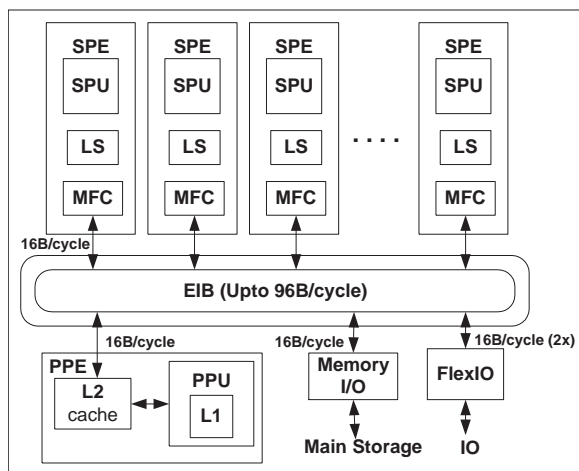 SPE SPE SPE SPE
SPU SPU SPU SPU
LS LS LS . . . . LS
MFC MFC MFC MFC
16B/cycle
EIB (Upto 96B/cycle)
16B/cycle 16B/cycle 16B/cycle (2x)
PPE
L2
cache
PPU
L1
Memory
I/O
FlexIO
Main Storage IO